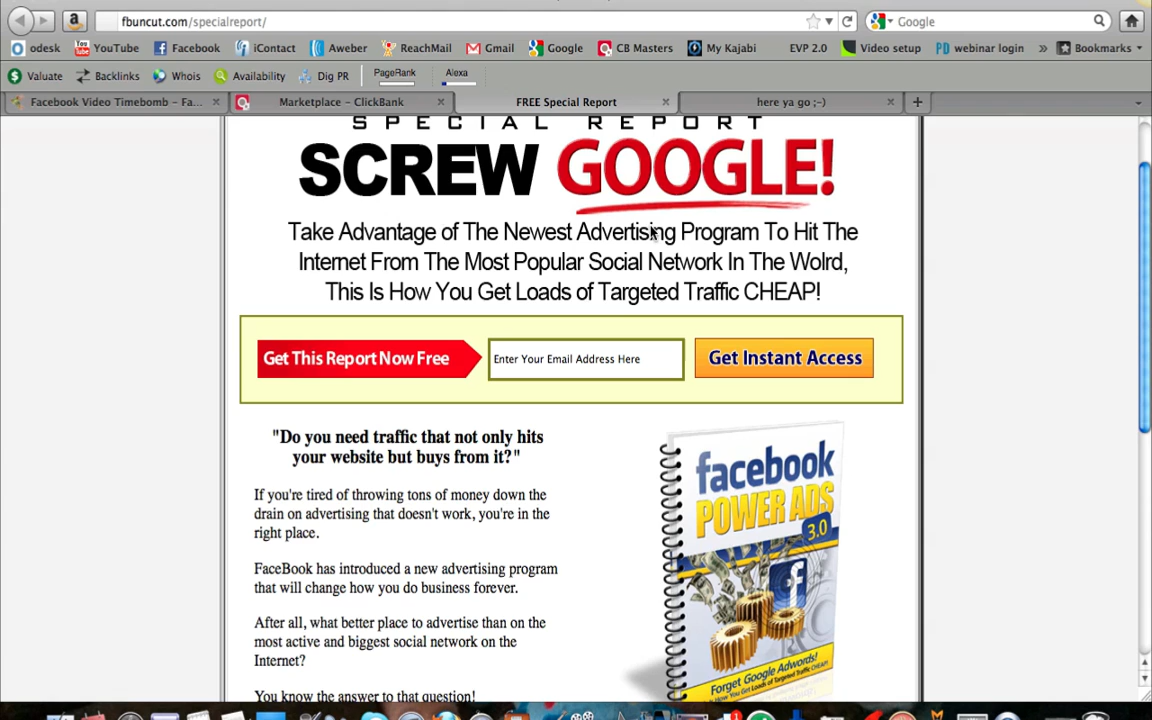 fbuncut.com/specialreport/
Google
odesk
YouTube
Facebook
iContact
Aweber
ReachMail
Gmail
Google
CB Masters
My Kajabi
EVP 2.0
Video setup
webinar login
»
Bookmarks
Valuate
Backlinks
Whois
Availability
Dig PR
PageRank
Alexa
Facebook Video Timebomb - Fa...
Marketplace - ClickBank
FREE Special Report
here ya go ;-)
SPECIAL REPORT
SCREW GOOGLE!
Take Advantage of The Newest Advertising Program To Hit The
Internet From The Most Popular Social Network In The Wolrd,
This Is How You Get Loads of Targeted Traffic CHEAP!
Get This Report Now Free
Enter Your Email Address Here
Get Instant Access
"Do you need traffic that not only hits
your website but buys from it?"
If you're tired of throwing tons of money down the
drain on advertising that doesn't work, you're in the
right place.
FaceBook has introduced a new advertising program
that will change how you do business forever.
After all, what better place to advertise than on the
most active and biggest social network on the
Internet?
You know the answer to that question!
facebook
POWER ADS
3.0
Forget Google Adwords!
How You Get Loads of Targeted Traffic CHEAP!